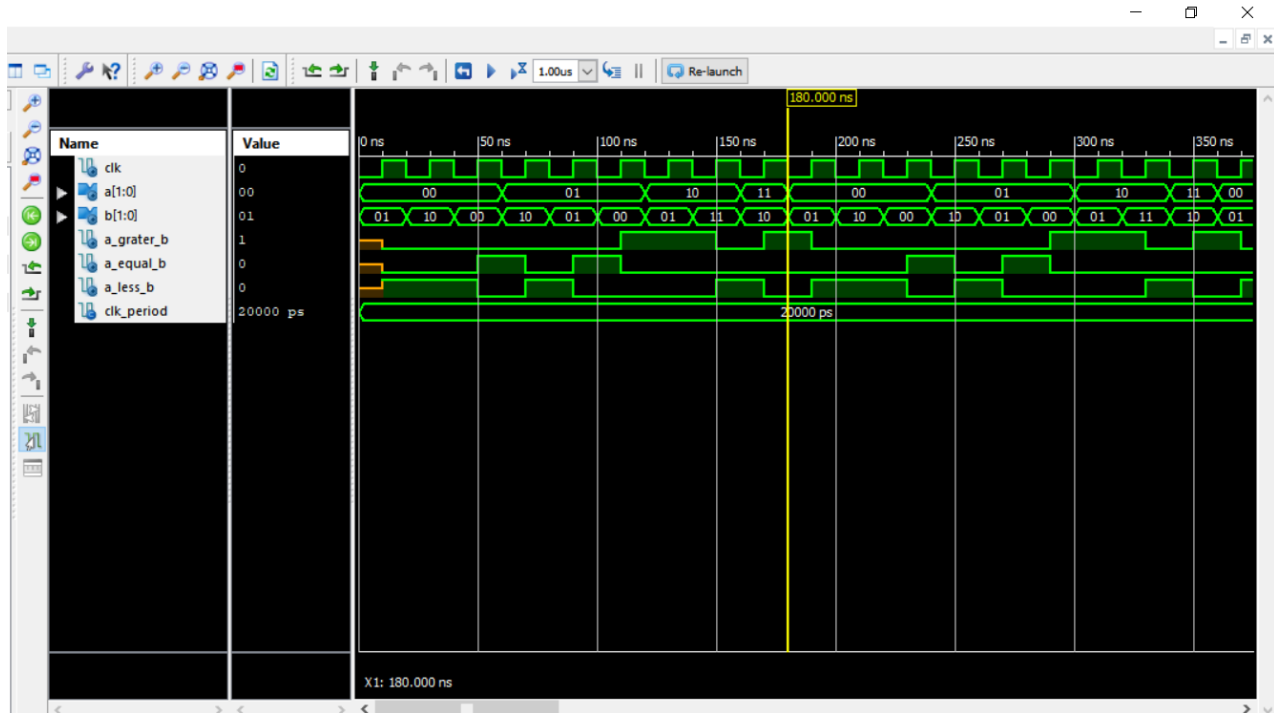 1.00us Re-launch
180.000 ns
Name Value 0 ns 50 ns 100 ns 150 ns 200 ns 250 ns 300 ns 350 ns
clk 0
a[1:0] 00 00 01 10 11 00 01 10 11 00
b[1:0] 01 01 10 00 10 01 00 01 11 10 01 10 00 10 01 00 01 11 10 01
a_grater_b 1
a_equal_b 0
a_less_b 0
clk_period 20000 ps 20000 ps
X1: 180.000 ns